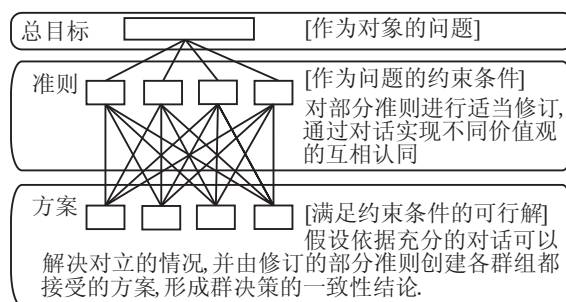 总目标 [作为对象的问题]
准则 [作为问题的约束条件]
对部分准则进行适当修订,
通过对话实现不同价值观
的互相认同
方案 [满足约束条件的可行解]
假设依据充分的对话可以
解决对立的情况,并由修订的部分准则创建各群组都
接受的方案,形成群决策的一致性结论.